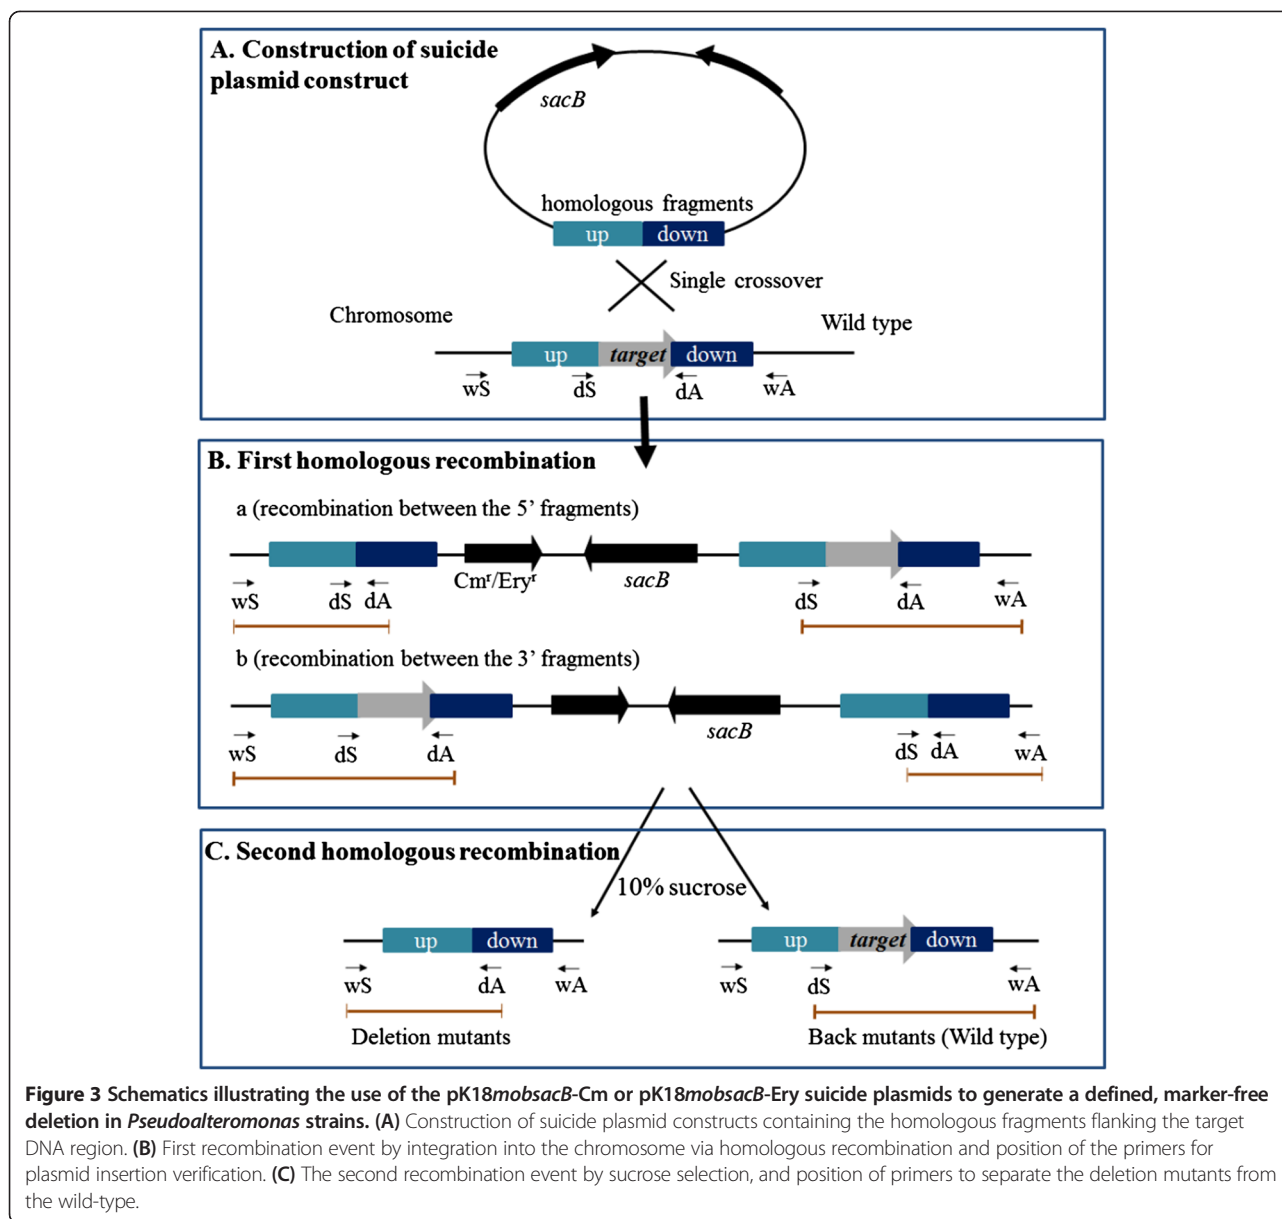 A. Construction of suicide
plasmid construct
sacB
homologous fragments
up down
Single crossover
Chromosome
Wild type
up target down
wS dS dA wA
B. First homologous recombination
a (recombination between the 5’ fragments)
Cmʳ/Eryʳ sacB
wS dS dA dS dA wA
b (recombination between the 3’ fragments)
sacB
wS dS dA dS dA wA
C. Second homologous recombination
10% sucrose
up down up target down
wS dA wA wS dS wA
Deletion mutants Back mutants (Wild type)
Figure 3 Schematics illustrating the use of the pK18mobsacB-Cm or pK18mobsacB-Ery suicide plasmids to generate a defined, marker-free
deletion in Pseudoalteromonas strains. (A) Construction of suicide plasmid constructs containing the homologous fragments flanking the target
DNA region. (B) First recombination event by integration into the chromosome via homologous recombination and position of the primers for
plasmid insertion verification. (C) The second recombination event by sucrose selection, and position of primers to separate the deletion mutants from
the wild-type.